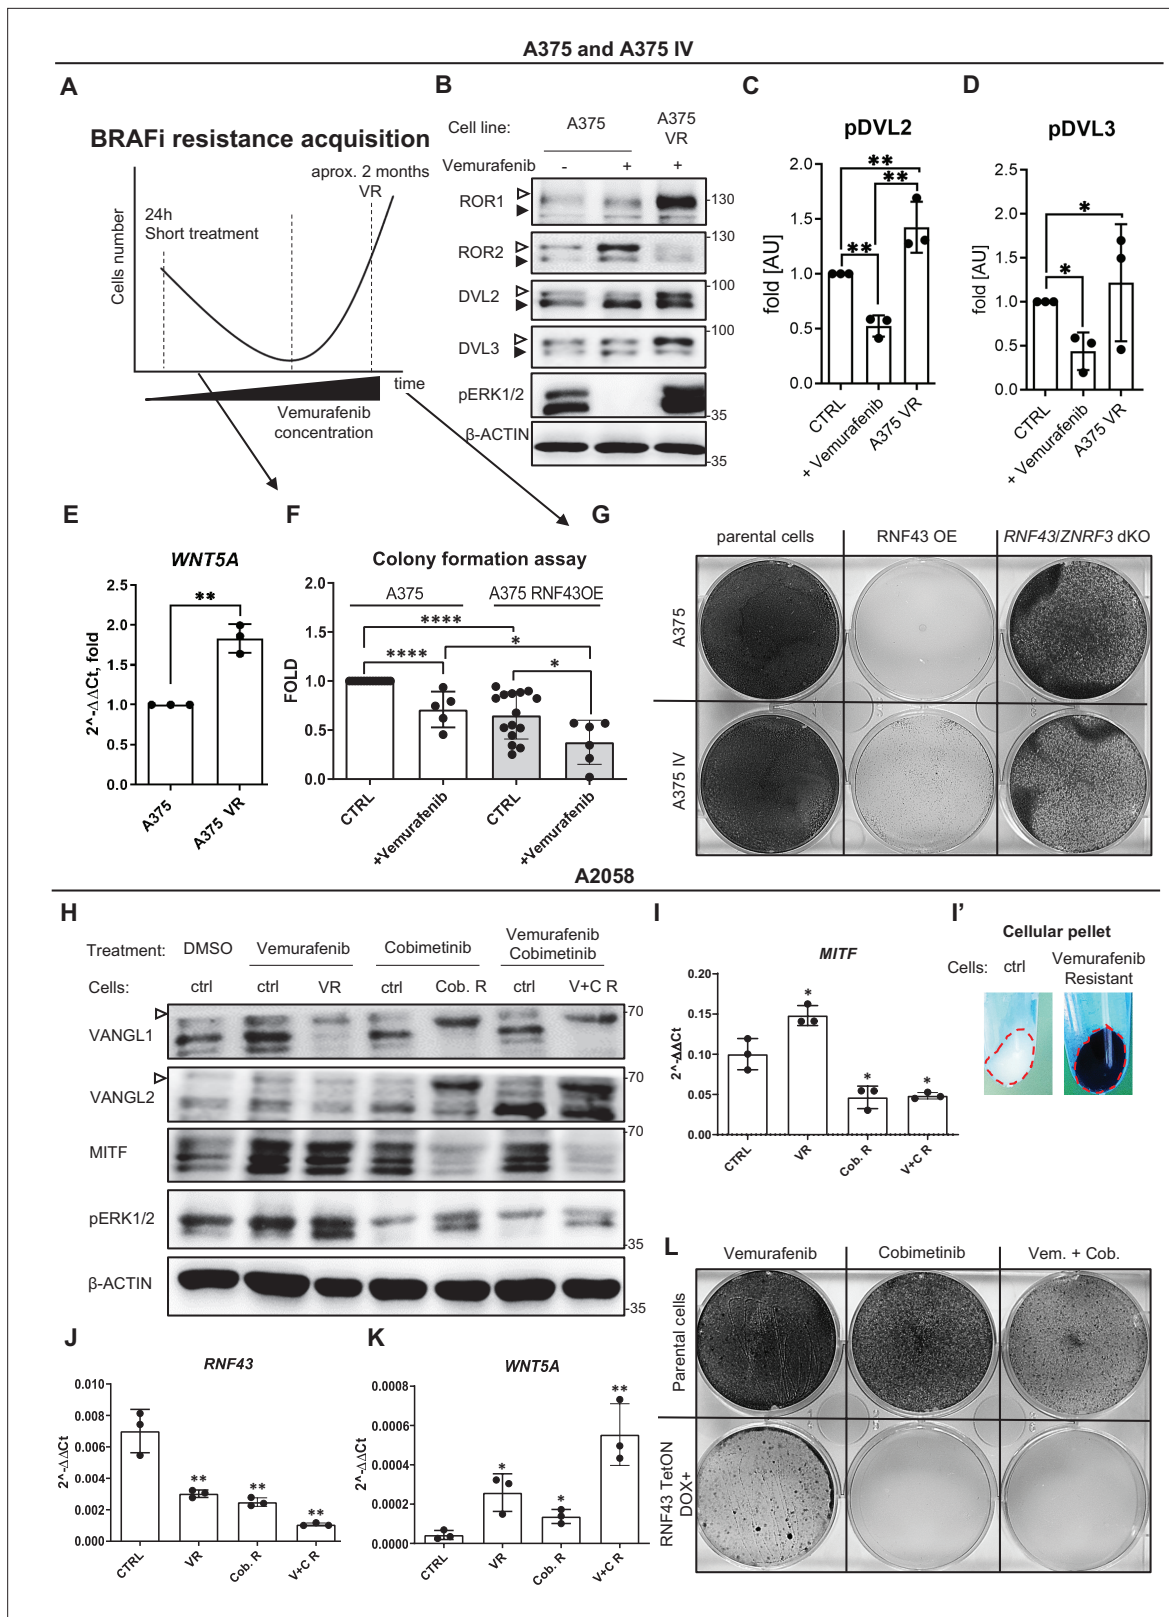 A375 and A375 IV
A
BRAFi resistance acquisition
aprox. 2 months
VR
24h
Short treatment
Cells number
time
Vemurafenib
concentration
B
Cell line:
A375
A375
VR
Vemurafenib
-
+
+
ROR1
-130
ROR2
-130
DVL2
-100
DVL3
-100
pERK1/2
-35
β-ACTIN
-35
C
pDVL2
fold [AU]
2.0
1.5
1.0
0.5
0.0
**
**
**
CTRL
+ Vemurafenib
A375 VR
D
pDVL3
fold [AU]
2.5
2.0
1.5
1.0
0.5
0.0
*
*
CTRL
+ Vemurafenib
A375 VR
E
WNT5A
2^-ΔΔCt, fold
2.5
2.0
1.5
1.0
0.5
0.0
**
A375
A375 VR
F
Colony formation assay
A375
A375 RNF43OE
FOLD
2.0
1.5
1.0
0.5
0.0
****
*
****
*
CTRL
+Vemurafenib
CTRL
+Vemurafenib
G
parental cells
RNF43 OE
RNF43/ZNRF3 dKO
A375
A375 IV
A2058
H
Treatment:
DMSO
Vemurafenib
Cobimetinib
Vemurafenib
Cobimetinib
Cells:
ctrl
ctrl
VR
ctrl
Cob. R
ctrl
V+C R
VANGL1
-70
VANGL2
-70
MITF
-70
pERK1/2
-35
β-ACTIN
-35
I
MITF
2^-ΔΔCt
0.20
0.15
0.10
0.05
0.00
*
*
*
CTRL
VR
Cob. R
V+C R
I'
Cellular pellet
Cells:
ctrl
Vemurafenib
Resistant
J
RNF43
2^-ΔΔCt
0.010
0.008
0.006
0.004
0.002
0.000
**
**
**
CTRL
VR
Cob. R
V+C R
K
WNT5A
2^-ΔΔCt
0.0008
0.0006
0.0004
0.0002
0.0000
*
*
**
CTRL
VR
Cob. R
V+C R
L
Vemurafenib
Cobimetinib
Vem. + Cob.
Parental cells
RNF43 TetON
DOX+